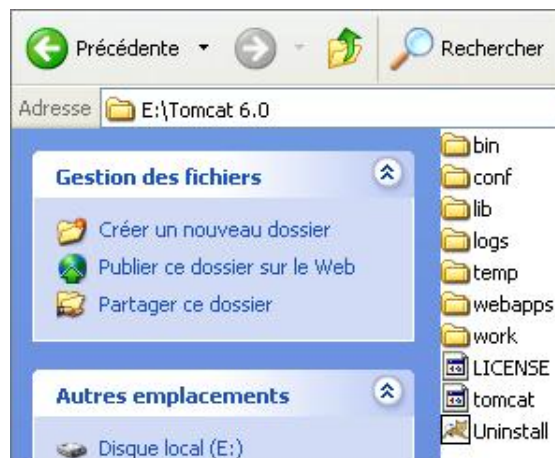 Précédente
Rechercher
Adresse E:\Tomcat 6.0
Gestion des fichiers
Créer un nouveau dossier
Publier ce dossier sur le Web
Partager ce dossier
Autres emplacements
Disque local (E:)
bin
conf
lib
logs
temp
webapps
work
LICENSE
tomcat
Uninstall